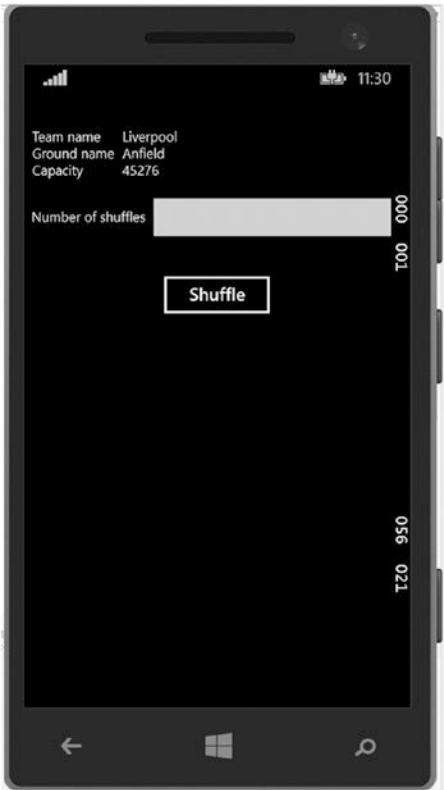 11:30
Team name Liverpool
Ground name Anfield
Capacity 45276
Number of shuffles
000 001
Shuffle
056 021